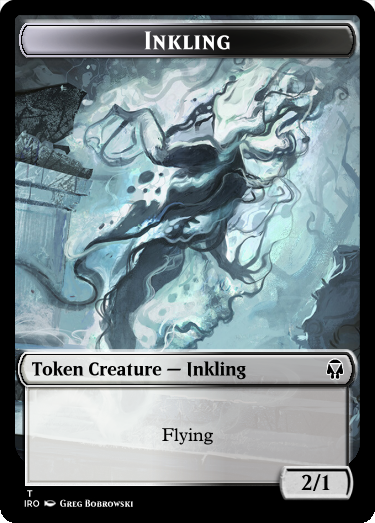 Inkling
Token Creature — Inkling
Flying
2/1
T
IRO Greg Bobrowski